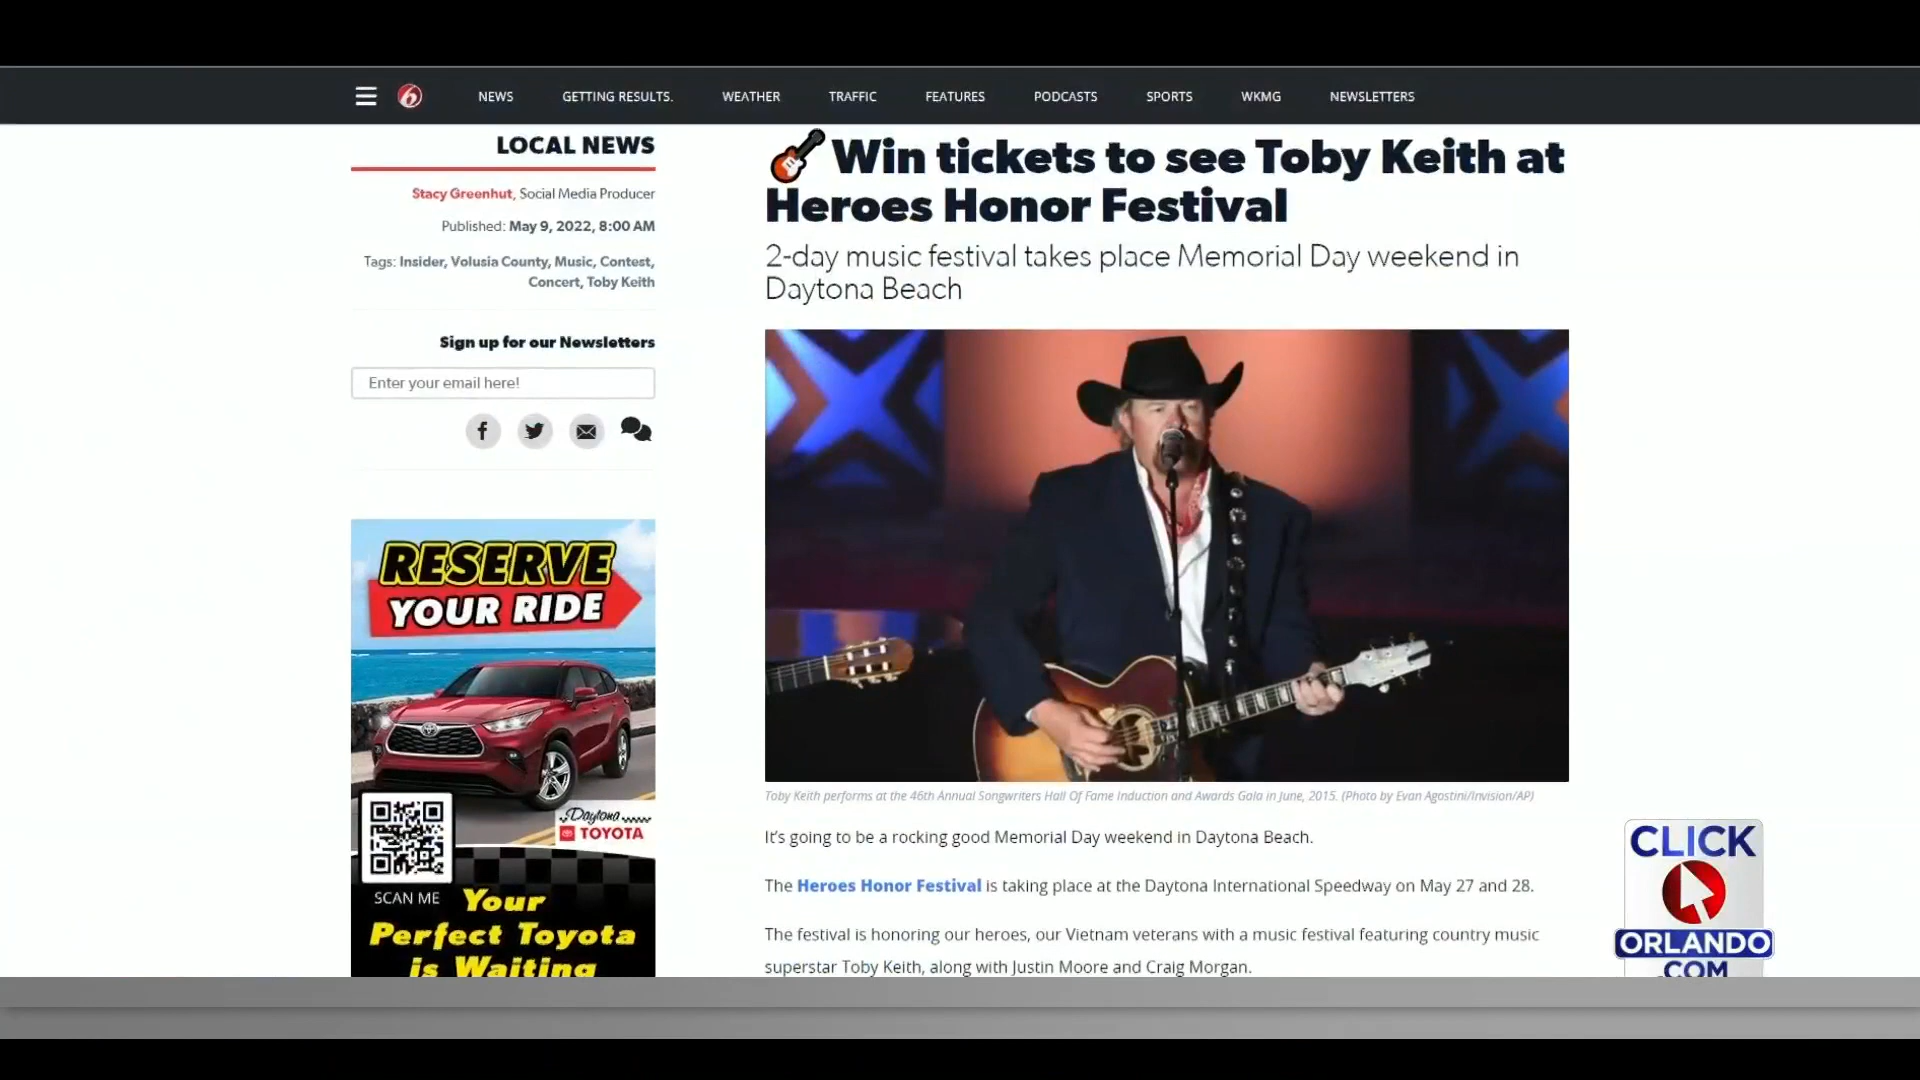 6
NEWS
GETTING RESULTS.
WEATHER
TRAFFIC
FEATURES
PODCASTS
SPORTS
WKMG
NEWSLETTERS
LOCAL NEWS
Stacy Greenhut, Social Media Producer
Published: May 9, 2022, 8:00 AM
Tags: Insider, Volusia County, Music, Contest,
Concert, Toby Keith
Sign up for our Newsletters
Enter your email here!
RESERVE
YOUR RIDE
Daytona
TOYOTA
SCAN ME
Your
Perfect Toyota
is Waiting
Win tickets to see Toby Keith at
Heroes Honor Festival
2-day music festival takes place Memorial Day weekend in
Daytona Beach
Toby Keith performs at the 46th Annual Songwriters Hall Of Fame Induction and Awards Gala in June, 2015. (Photo by Evan Agostini/Invision/AP)
It's going to be a rocking good Memorial Day weekend in Daytona Beach.
The Heroes Honor Festival is taking place at the Daytona International Speedway on May 27 and 28.
The festival is honoring our heroes, our Vietnam veterans with a music festival featuring country music
superstar Toby Keith, along with Justin Moore and Craig Morgan.
CLICK
ORLANDO
.COM